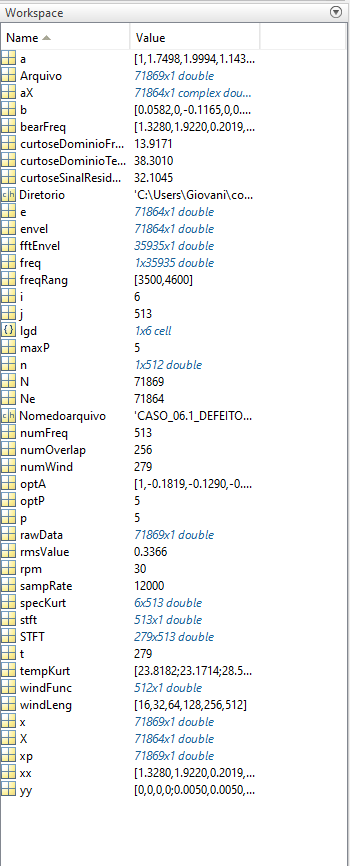 Workspace
Name Value
a [1,1.7498,1.9994,1.143...
Arquivo 71869x1 double
aX 71864x1 complex dou...
b [0.0582,0,-0.1165,0,0....
bearFreq [1.3280,1.9220,0.2019,...
curtoseDominioFr... 13.9171
curtoseDominioTe... 38.3010
curtoseSinalResid... 32.1045
Diretorio 'C:\Users\Giovani\co...
e 71864x1 double
envel 71864x1 double
fftEnvel 35935x1 double
freq 1x35935 double
freqRang [3500,4600]
i 6
j 513
lgd 1x6 cell
maxP 5
n 1x512 double
N 71869
Ne 71864
Nomedoarquivo 'CASO_06.1_DEFEITO...
numFreq 513
numOverlap 256
numWind 279
optA [1,-0.1819,-0.1290,-0....
optP 5
p 5
rawData 71869x1 double
rmsValue 0.3366
rpm 30
sampRate 12000
specKurt 6x513 double
stft 513x1 double
STFT 279x513 double
t 279
tempKurt [23.8182;23.1714;28.5...
windFunc 512x1 double
windLeng [16,32,64,128,256,512]
x 71869x1 double
X 71864x1 double
xp 71869x1 double
xx [1.3280,1.9220,0.2019,...
yy [0,0,0,0;0.0050,0.0050,...